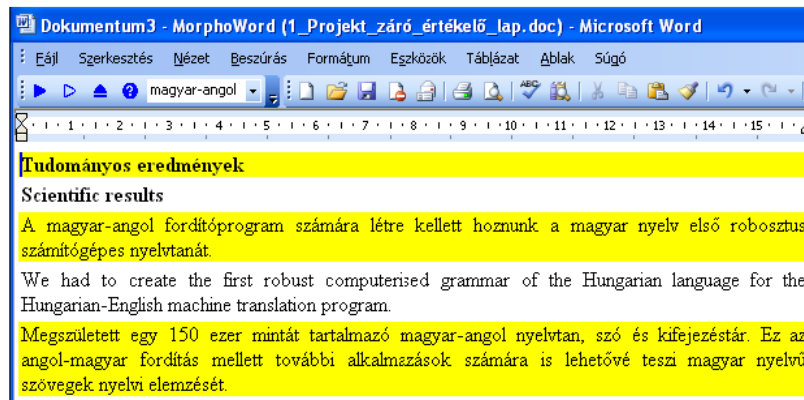 Dokumentum3 - MorphoWord (1_Projekt_záró_értékelő_lap.doc) - Microsoft Word
Fájl Szerkesztés Nézet Beszúrás Formátum Eszközök Táblázat Ablak Súgó
magyar-angol
1 2 3 4 5 6 7 8 9 10 11 12 13 14 15
Tudományos eredmények
Scientific results
A magyar-angol fordítóprogram számára létre kellett hoznunk a magyar nyelv első robosztus
számítógépes nyelvtanát.
We had to create the first robust computerised grammar of the Hungarian language for the
Hungarian-English machine translation program.
Megszületett egy 150 ezer mintát tartalmazó magyar-angol nyelvtan, szó és kifejezéstár. Ez az
angol-magyar fordítás mellett további alkalmazások számára is lehetővé teszi magyar nyelvű
szövegek nyelvi elemzését.